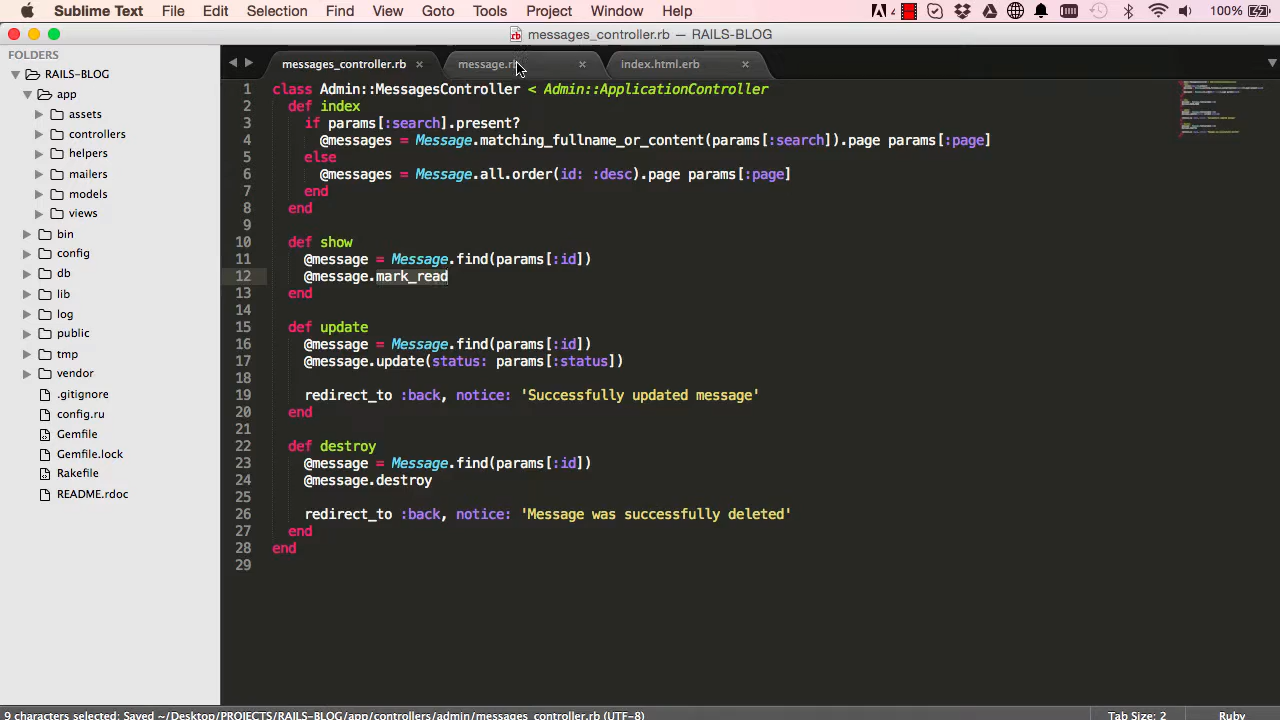 Sublime Text File Edit Selection Find View Goto Tools Project Window Help 4 100%
messages_controller.rb — RAILS-BLOG
FOLDERS
RAILS-BLOG
app
assets
controllers
helpers
mailers
models
views
bin
config
db
lib
log
public
tmp
vendor
.gitignore
config.ru
Gemfile
Gemfile.lock
Rakefile
README.rdoc
messages_controller.rb × message.rb × index.html.erb ×
1 class Admin::MessagesController < Admin::ApplicationController
2 def index
3 if params[:search].present?
4 @messages = Message.matching_fullname_or_content(params[:search]).page params[:page]
5 else
6 @messages = Message.all.order(id: :desc).page params[:page]
7 end
8 end
9
10 def show
11 @message = Message.find(params[:id])
12 @message.mark_read
13 end
14
15 def update
16 @message = Message.find(params[:id])
17 @message.update(status: params[:status])
18
19 redirect_to :back, notice: 'Successfully updated message'
20 end
21
22 def destroy
23 @message = Message.find(params[:id])
24 @message.destroy
25
26 redirect_to :back, notice: 'Message was successfully deleted'
27 end
28 end
29
9 characters selected: Saved ~/Desktop/PROJECTS/RAILS-BLOG/app/controllers/admin/messages_controller.rb (UTF-8) Tab Size: 2 Ruby